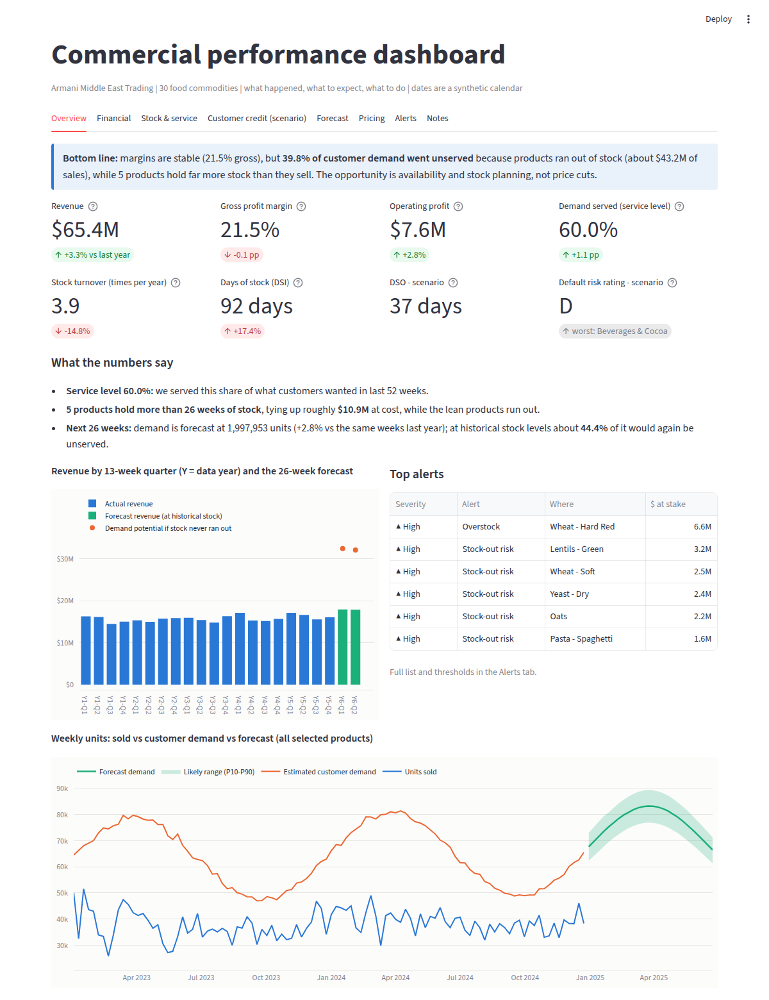 Deploy
Commercial performance dashboard
Armani Middle East Trading | 30 food commodities | what happened, what to expect, what to do | dates are a synthetic calendar
Overview Financial Stock & service Customer credit (scenario) Forecast Pricing Alerts Notes
Bottom line: margins are stable (21.5% gross), but 39.8% of customer demand went unserved because products ran out of stock (about $43.2M of
sales), while 5 products hold far more stock than they sell. The opportunity is availability and stock planning, not price cuts.
Revenue Gross profit margin Operating profit Demand served (service level)
$65.4M 21.5% $7.6M 60.0%
↑ +3.3% vs last year ↓ -0.1 pp ↑ +2.8% ↑ +1.1 pp
Stock turnover (times per year) Days of stock (DSI) DSO - scenario Default risk rating - scenario
3.9 92 days 37 days D
↓ -14.8% ↑ +17.4% ↑ worst: Beverages & Cocoa
What the numbers say
• Service level 60.0%: we served this share of what customers wanted in last 52 weeks.
• 5 products hold more than 26 weeks of stock, tying up roughly $10.9M at cost, while the lean products run out.
• Next 26 weeks: demand is forecast at 1,997,953 units (+2.8% vs the same weeks last year); at historical stock levels about 44.4% of it would again be
unserved.
Revenue by 13-week quarter (Y = data year) and the 26-week forecast
Actual revenue
Forecast revenue (at historical stock)
Demand potential if stock never ran out
$30M
$20M
$10M
$0
Y1-Q1 Y1-Q2 Y1-Q3 Y1-Q4 Y2-Q1 Y2-Q2 Y2-Q3 Y2-Q4 Y3-Q1 Y3-Q2 Y3-Q3 Y3-Q4 Y4-Q1 Y4-Q2 Y4-Q3 Y4-Q4 Y5-Q1 Y5-Q2 Y5-Q3 Y5-Q4 Y6-Q1 Y6-Q2
Top alerts
Severity Alert Where $ at stake
▲ High Overstock Wheat - Hard Red 6.6M
▲ High Stock-out risk Lentils - Green 3.2M
▲ High Stock-out risk Wheat - Soft 2.5M
▲ High Stock-out risk Yeast - Dry 2.4M
▲ High Stock-out risk Oats 2.2M
▲ High Stock-out risk Pasta - Spaghetti 1.6M
Full list and thresholds in the Alerts tab.
Weekly units: sold vs customer demand vs forecast (all selected products)
Forecast demand Likely range (P10-P90) Estimated customer demand Units sold
90k
80k
70k
60k
50k
40k
30k
Apr 2023 Jul 2023 Oct 2023 Jan 2024 Apr 2024 Jul 2024 Oct 2024 Jan 2025 Apr 2025